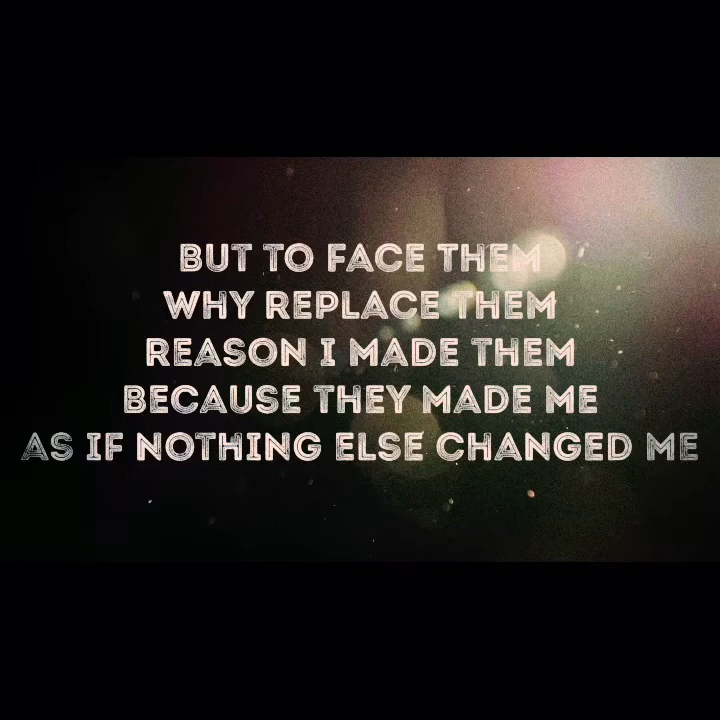 BUT TO FACE THEM
WHY REPLACE THEM
REASON I MADE THEM
BECAUSE THEY MADE ME
AS IF NOTHING ELSE CHANGED ME